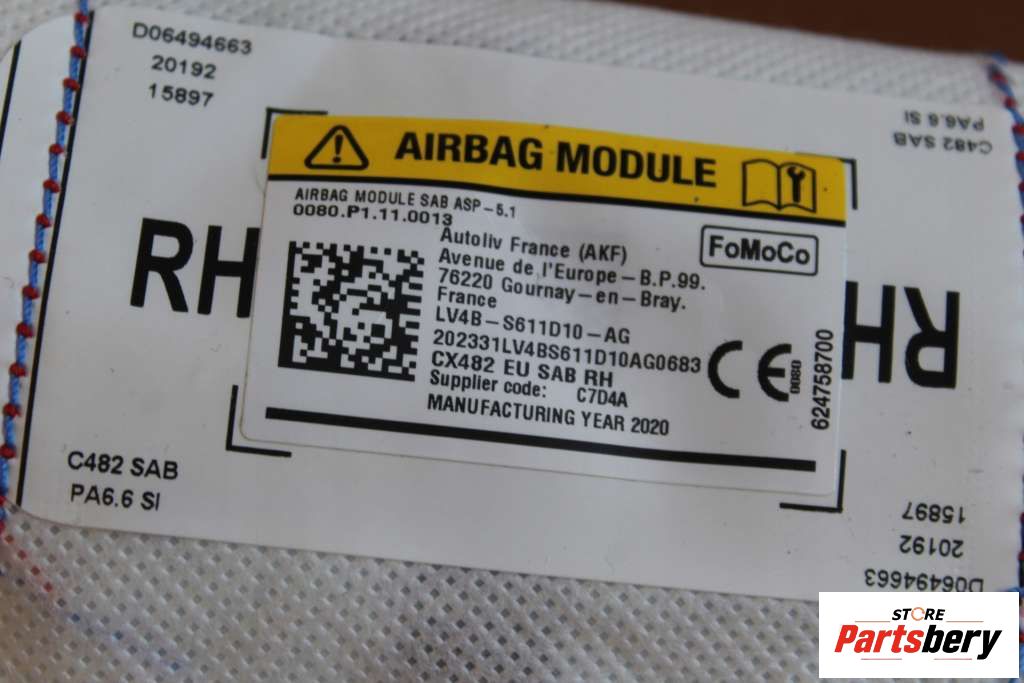 D06494663
20192
15897
C482 SAB
PA6.6 SI
RH
AIRBAG MODULE
AIRBAG MODULE SAB ASP-5.1
0080.P1.11.0013
Autoliv France (AKF)
FoMoCo
Avenue de l'Europe-B.P.99.
76220 Gournay-en-Bray.
France
LV4B-S611D10-AG
202331LV4BS611D10AG0683
CX482 EU SAB RH
Supplier code: C7D4A
MANUFACTURING YEAR 2020
CE
0080
624758700
RH
C482 SAB
PA6.6 SI
15897
20192
D06494663
STORE
Partsbery